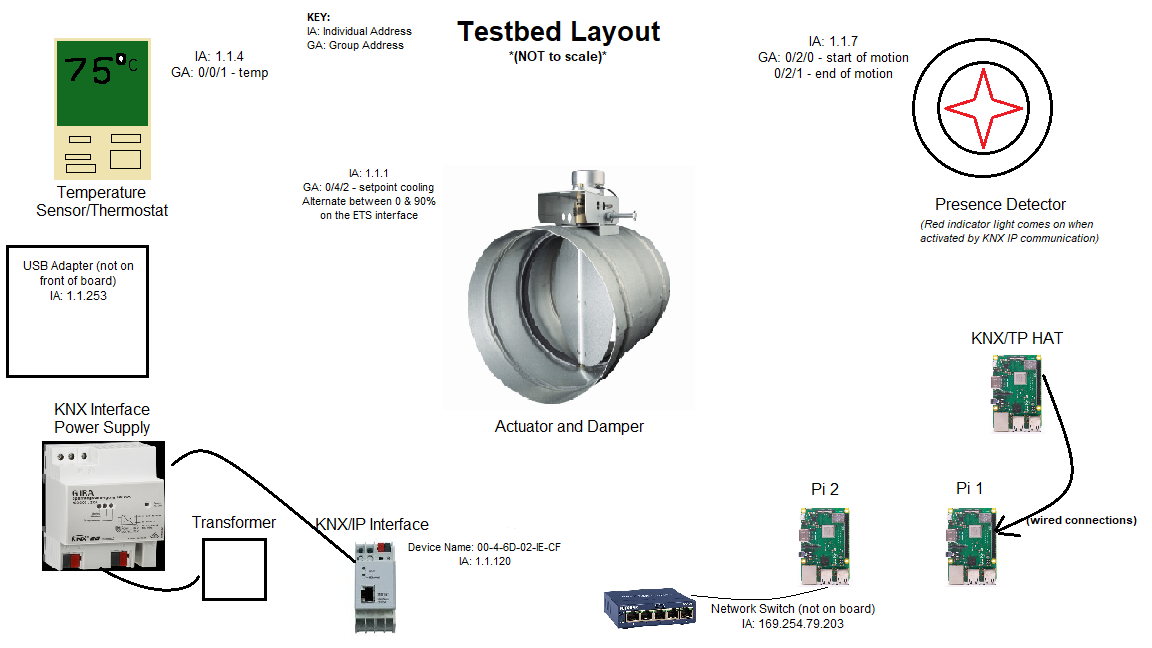 KEY:
IA: Individual Address
GA: Group Address
Testbed Layout
*(NOT to scale)*
75°C
IA: 1.1.4
GA: 0/0/1 - temp
Temperature
Sensor/Thermostat
IA: 1.1.7
GA: 0/2/0 - start of motion
0/2/1 - end of motion
Presence Detector
(Red indicator light comes on when
activated by KNX IP communication)
IA: 1.1.1
GA: 0/4/2 - setpoint cooling
Alternate between 0 & 90%
on the ETS interface
Actuator and Damper
USB Adapter (not on
front of board)
IA: 1.1.253
KNX Interface
Power Supply
GIRA
KNX
Transformer
KNX/IP Interface
Device Name: 00-4-6D-02-IE-CF
IA: 1.1.120
KNX/TP HAT
Pi 2
Pi 1
(wired connections)
Network Switch (not on board)
IA: 169.254.79.203